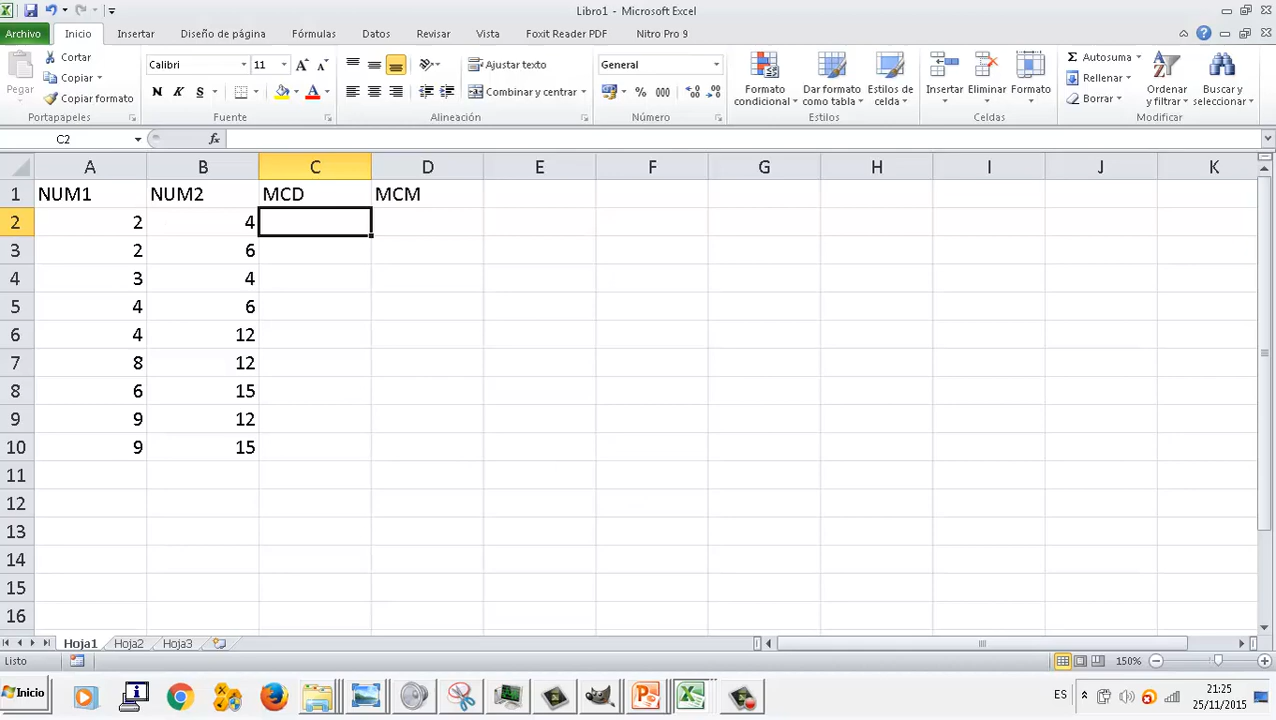 Libro1 - Microsoft Excel
Archivo Inicio Insertar Diseño de página Fórmulas Datos Revisar Vista Foxit Reader PDF Nitro Pro 9
Pegar
Cortar
Copiar
Copiar formato
Portapapeles
Calibri 11
N K S
Fuente
Ajustar texto
Combinar y centrar
Alineación
General
% 000
Número
Formato condicional
Dar formato como tabla
Estilos de celda
Estilos
Insertar Eliminar Formato
Celdas
Autosuma
Rellenar
Borrar
Ordenar y filtrar
Buscar y seleccionar
Modificar
C2 fx
A B C D E F G H I J K
1 NUM1 NUM2 MCD MCM
2 2 4
3 2 6
4 3 4
5 4 6
6 4 12
7 8 12
8 6 15
9 9 12
10 9 15
11
12
13
14
15
16
Hoja1 Hoja2 Hoja3
Listo 150%
Inicio ES 21:25
25/11/2015